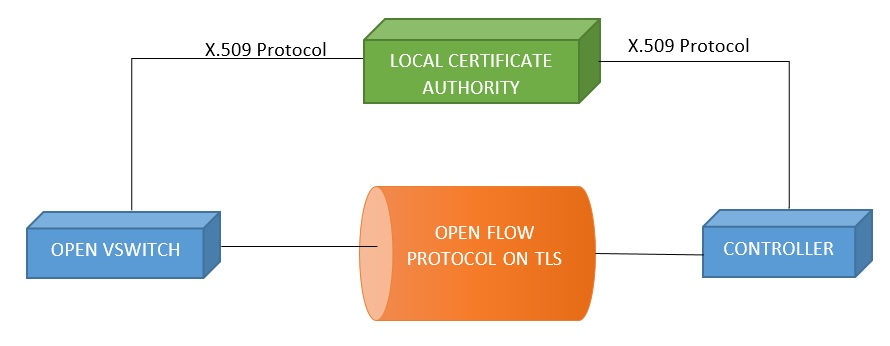 X.509 Protocol
X.509 Protocol
LOCAL CERTIFICATE
AUTHORITY
OPEN VSWITCH
OPEN FLOW
PROTOCOL ON TLS
CONTROLLER